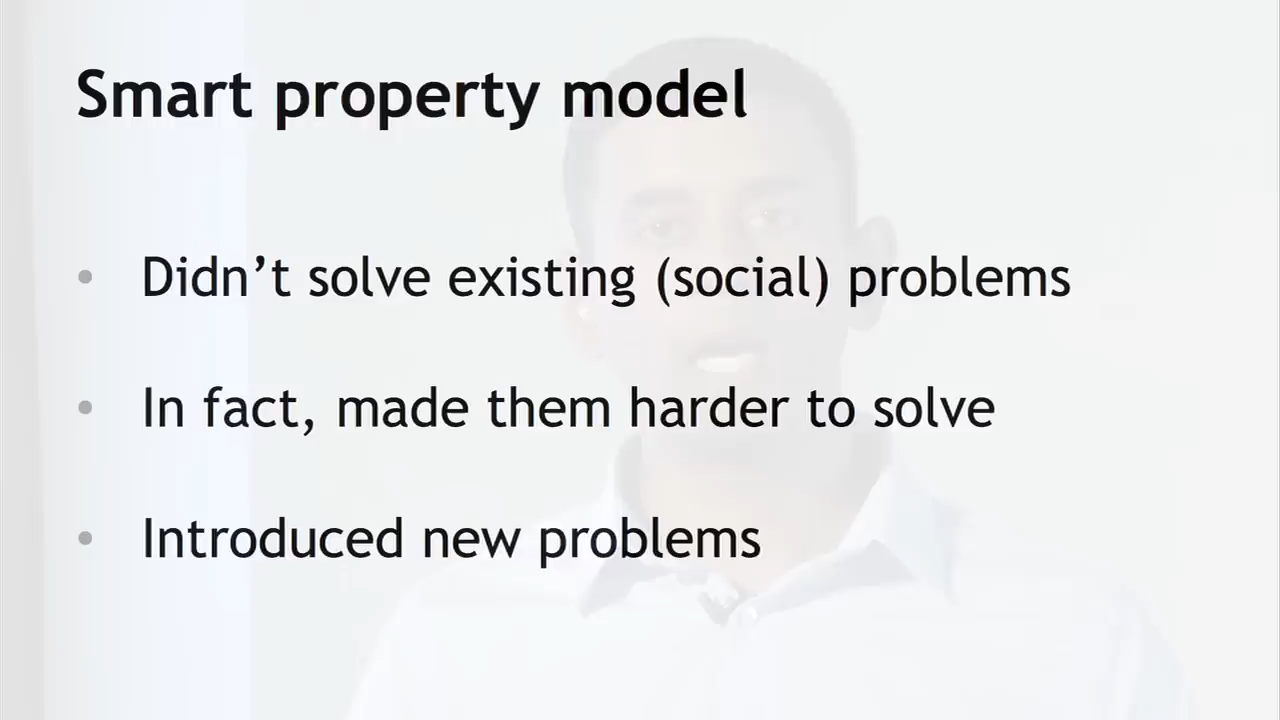 Smart property model
• Didn’t solve existing (social) problems
• In fact, made them harder to solve
• Introduced new problems